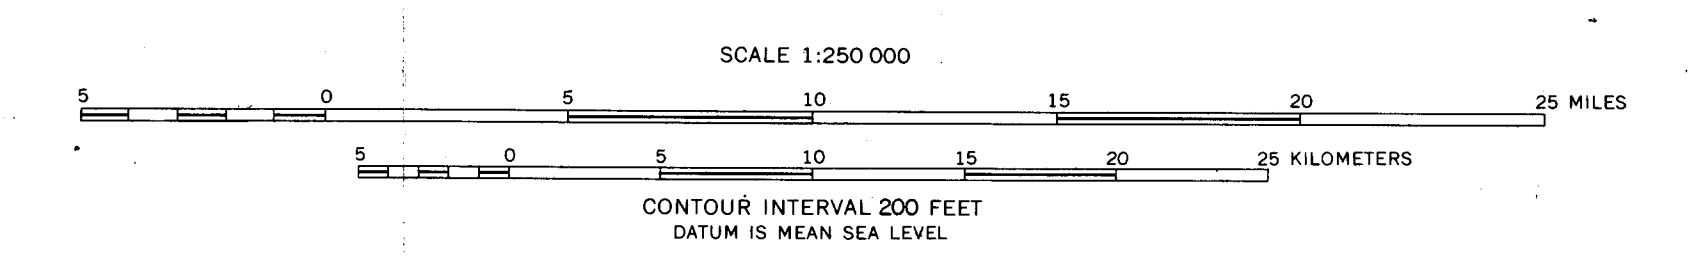 SCALE 1:250 000
5 0 5 10 15 20 25 MILES
5 0 5 10 15 20 25 KILOMETERS
CONTOUR INTERVAL 200 FEET
DATUM IS MEAN SEA LEVEL